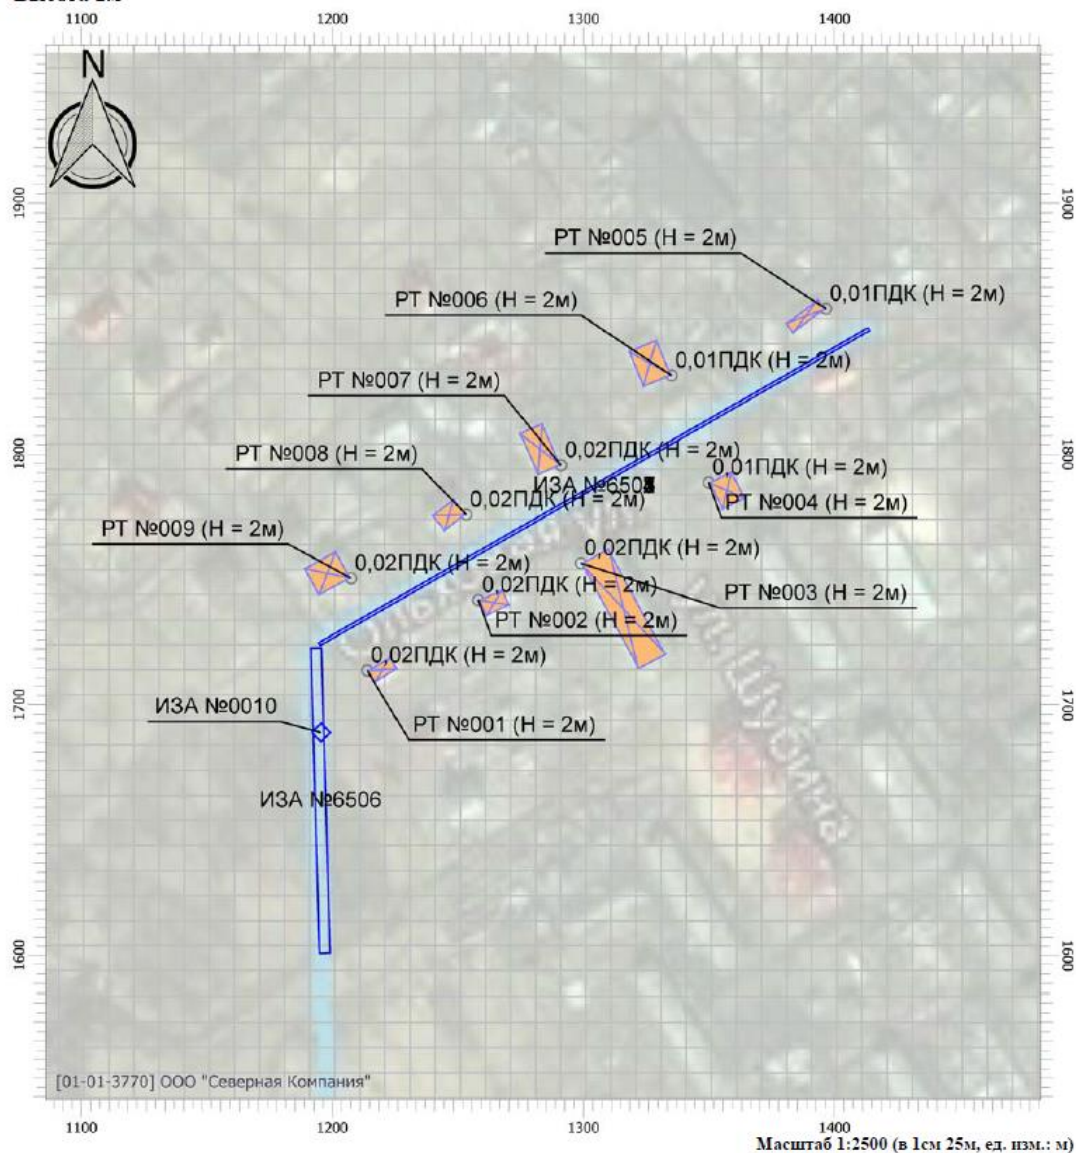 1100 1200 1300 1400
N
1900 1900
РТ №005 (Н = 2м)
0,01ПДК (Н = 2м)
РТ №006 (Н = 2м)
0,01ПДК (Н = 2м)
РТ №007 (Н = 2м)
1800 1800
0,02ПДК (Н = 2м)
РТ №008 (Н = 2м)
0,01ПДК (Н = 2м)
0,02ПДК (Н = 2м)
РТ №004 (Н = 2м)
РТ №009 (Н = 2м)
0,02ПДК (Н = 2м)
0,02ПДК (Н = 2м)
0,02ПДК (Н = 2м)
РТ №003 (Н = 2м)
РТ №002 (Н = 2м)
0,02ПДК (Н = 2м)
1700 1700
ИЗА №0010
РТ №001 (Н = 2м)
ул. Шубина
ИЗА №6506
1600 1600
[01-01-3770] ООО "Северная Компания"
1100 1200 1300 1400
Масштаб 1:2500 (в 1см 25м, ед. изм.: м)